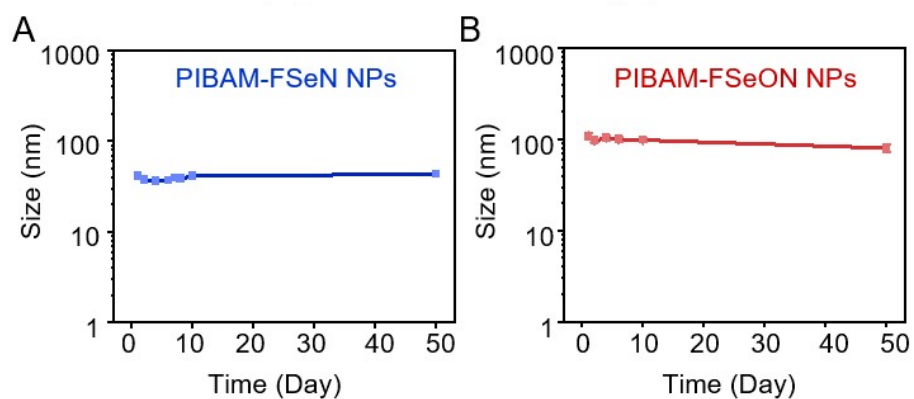 A
PIBAM-FSeN NPs
Size (nm)
1000
100
10
1
0 10 20 30 40 50
Time (Day)
B
PIBAM-FSeON NPs
Size (nm)
1000
100
10
1
0 10 20 30 40 50
Time (Day)